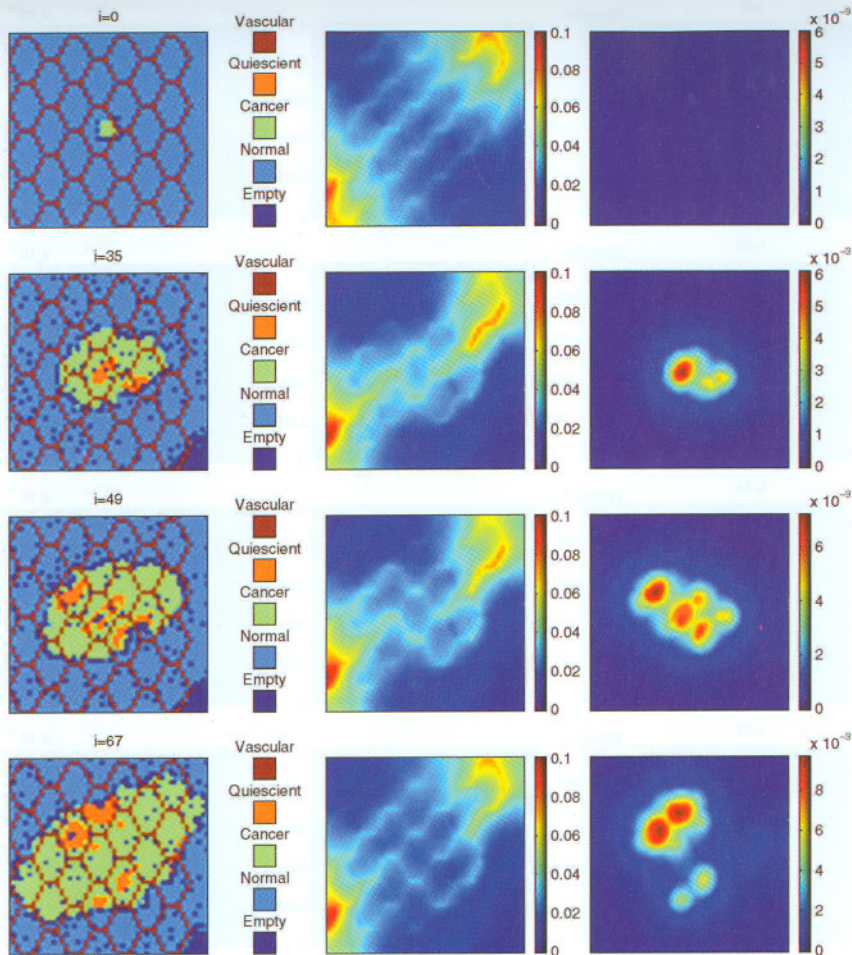 i=0
Vascular
Quiescient
Cancer
Normal
Empty
0.1
0.08
0.06
0.04
0.02
0
x 10⁻³
6
5
4
3
2
1
0
i=35
Vascular
Quiescient
Cancer
Normal
Empty
0.1
0.08
0.06
0.04
0.02
0
x 10⁻³
6
5
4
3
2
1
0
i=49
Vascular
Quiescient
Cancer
Normal
Empty
0.1
0.08
0.06
0.04
0.02
0
x 10⁻³
6
4
2
0
i=67
Vascular
Quiescient
Cancer
Normal
Empty
0.1
0.08
0.06
0.04
0.02
0
x 10⁻³
8
6
4
2
0